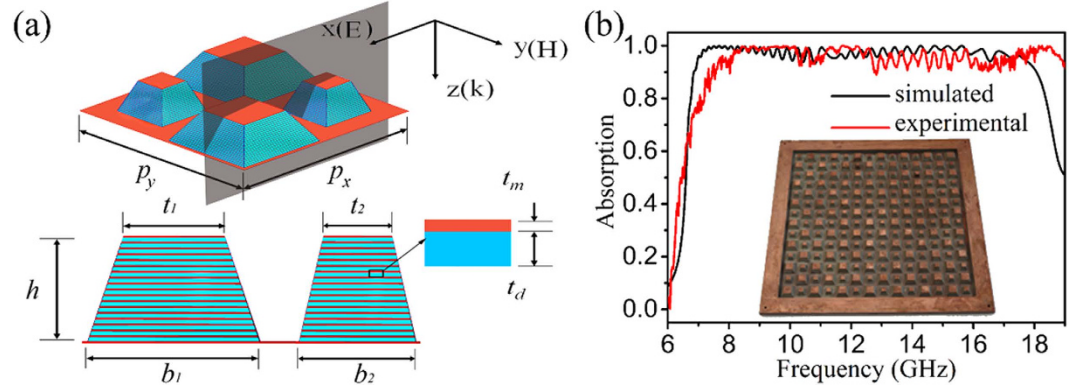 (a)
x(E)
y(H)
z(k)
p_y
p_x
t_1
t_2
t_m
h
t_d
b_1
b_2
(b)
1.0
0.8
0.6
0.4
0.2
0.0
Absorption
simulated
experimental
6 8 10 12 14 16 18
Frequency (GHz)